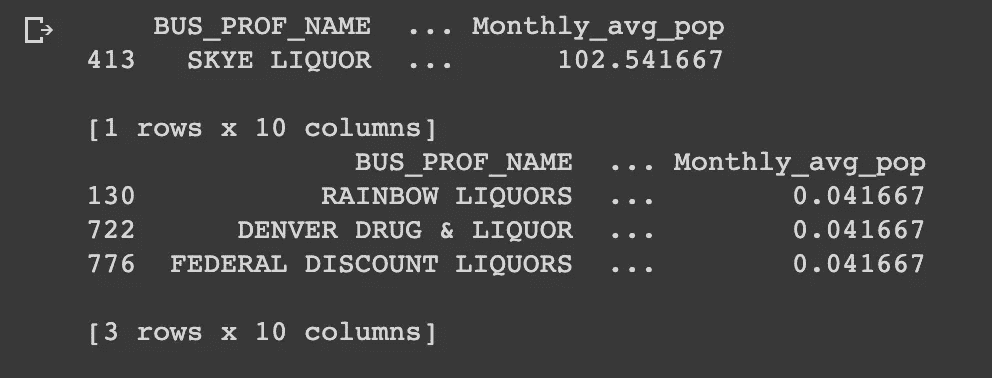 BUS_PROF_NAME ... Monthly_avg_pop
413 SKYE LIQUOR ... 102.541667
[1 rows x 10 columns]
BUS_PROF_NAME ... Monthly_avg_pop
130 RAINBOW LIQUORS ... 0.041667
722 DENVER DRUG & LIQUOR ... 0.041667
776 FEDERAL DISCOUNT LIQUORS ... 0.041667
[3 rows x 10 columns]